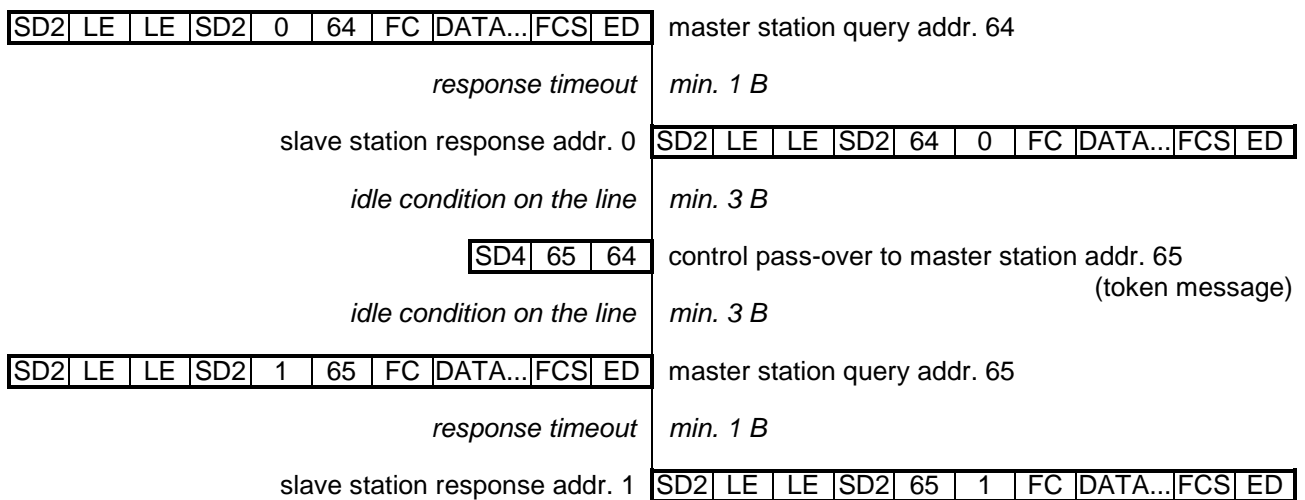 SD2 LE LE SD2 0 64 FC DATA... FCS ED master station query addr. 64
response timeout min. 1 B
slave station response addr. 0 SD2 LE LE SD2 64 0 FC DATA... FCS ED
idle condition on the line min. 3 B
SD4 65 64 control pass-over to master station addr. 65
(token message)
idle condition on the line min. 3 B
SD2 LE LE SD2 1 65 FC DATA... FCS ED master station query addr. 65
response timeout min. 1 B
slave station response addr. 1 SD2 LE LE SD2 65 1 FC DATA... FCS ED